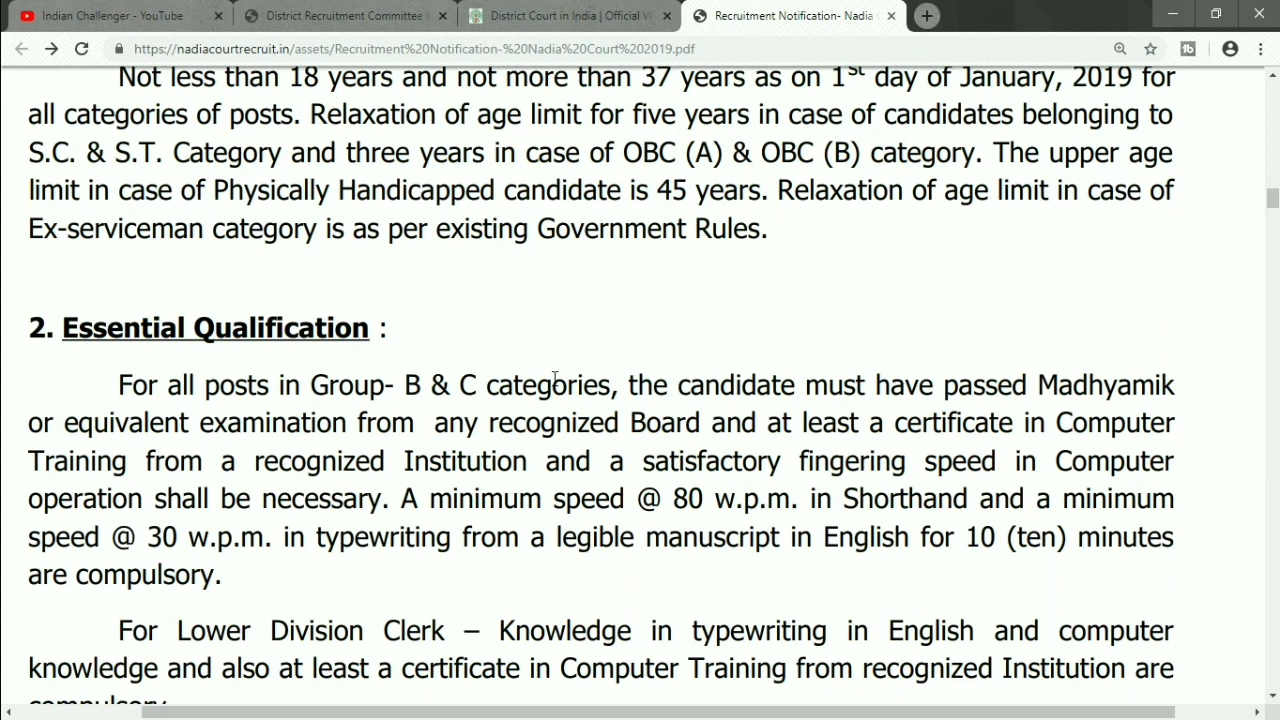 Indian Challenger - YouTube
District Recruitment Committee
District Court in India | Official
Recruitment Notification- Nadia
https://nadiacourtrecruit.in/assets/Recruitment%20Notification-%20Nadia%20Court%202019.pdf
Not less than 18 years and not more than 37 years as on 1st day of January, 2019 for
all categories of posts. Relaxation of age limit for five years in case of candidates belonging to
S.C. & S.T. Category and three years in case of OBC (A) & OBC (B) category. The upper age
limit in case of Physically Handicapped candidate is 45 years. Relaxation of age limit in case of
Ex-serviceman category is as per existing Government Rules.
2. Essential Qualification :
For all posts in Group- B & C categories, the candidate must have passed Madhyamik
or equivalent examination from any recognized Board and at least a certificate in Computer
Training from a recognized Institution and a satisfactory fingering speed in Computer
operation shall be necessary. A minimum speed @ 80 w.p.m. in Shorthand and a minimum
speed @ 30 w.p.m. in typewriting from a legible manuscript in English for 10 (ten) minutes
are compulsory.
For Lower Division Clerk – Knowledge in typewriting in English and computer
knowledge and also at least a certificate in Computer Training from recognized Institution are
compulsory.